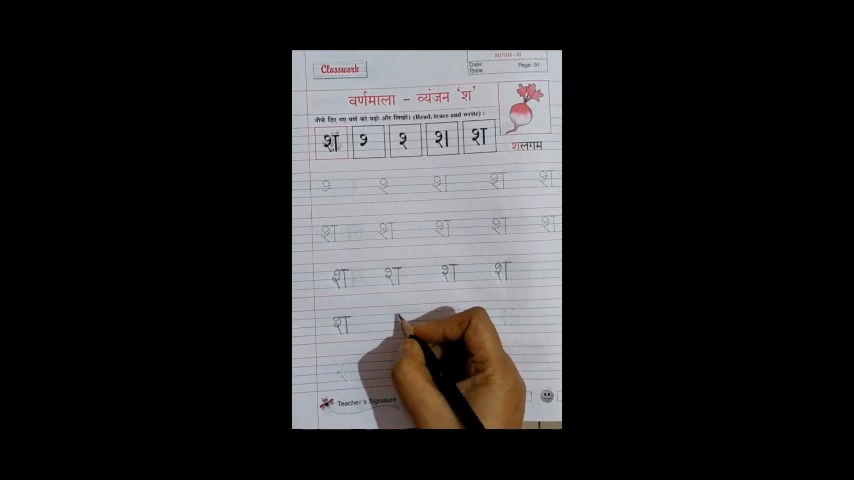 HINDI - II
Classwork
Date:
दिनांक
Page: 91
वर्णमाला – व्यंजन 'श'
नीचे दिए गए वर्ण को पढ़ो और लिखो। (Read, trace and write) :
श श
शलगम
श श श
श श श श श
श श श श
श
Teacher's Signature